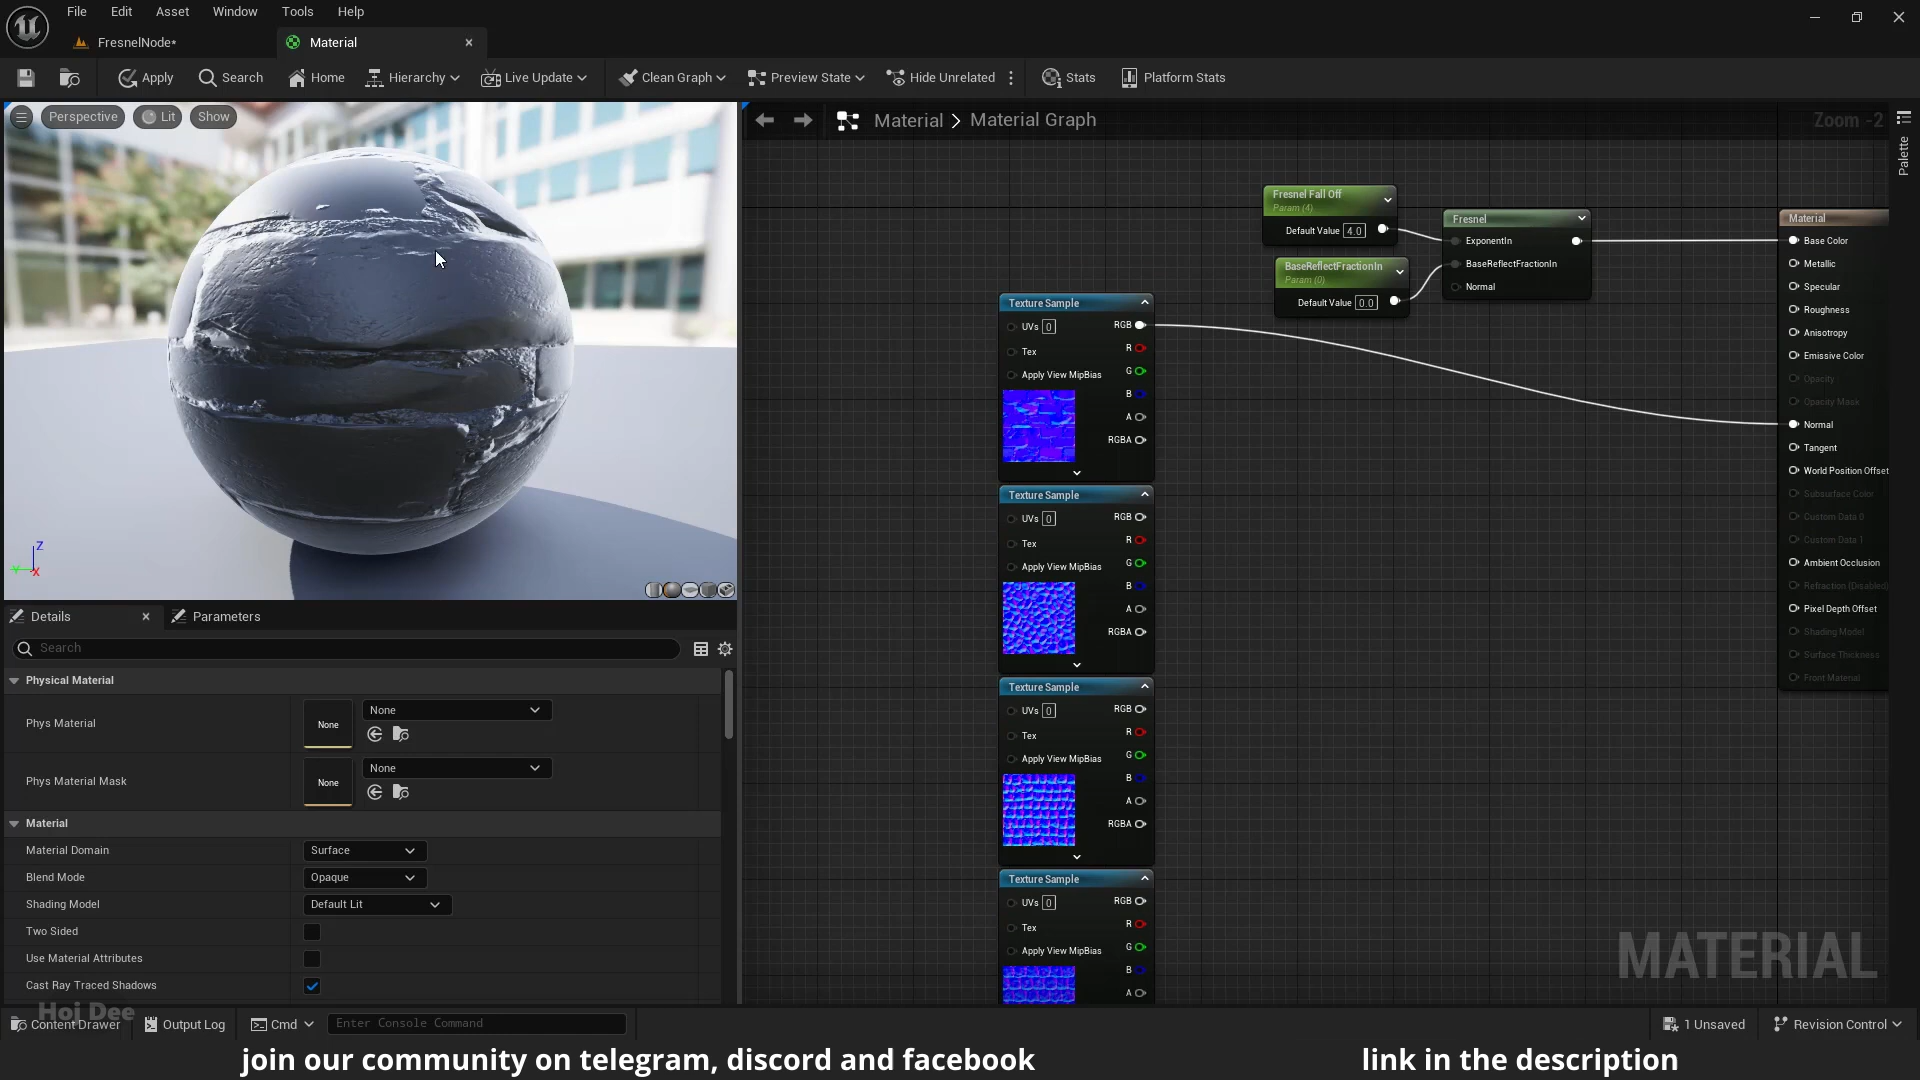 File Edit Asset Window Tools Help
FresnelNode*
Material
Apply Search Home Hierarchy Live Update Clean Graph Preview State Hide Unrelated Stats Platform Stats
Perspective Lit Show
Material > Material Graph
Zoom -2
Palette
Fresnel Fall Off
Param (4)
Default Value 4.0
BaseReflectFractionIn
Param (0)
Default Value 0.0
Fresnel
ExponentIn
BaseReflectFractionIn
Normal
Material
Base Color
Metallic
Specular
Roughness
Anisotropy
Emissive Color
Opacity
Opacity Mask
Normal
Tangent
World Position Offset
Subsurface Color
Custom Data 0
Custom Data 1
Ambient Occlusion
Refraction (Disabled)
Pixel Depth Offset
Shading Model
Surface Thickness
Front Material
Texture Sample
UVs 0 RGB
R
Tex
G
Apply View MipBias
B
A
RGBA
Texture Sample
UVs 0 RGB
R
Tex
G
Apply View MipBias
B
A
RGBA
Texture Sample
UVs 0 RGB
R
Tex
G
Apply View MipBias
B
A
RGBA
Texture Sample
UVs 0 RGB
R
Tex
G
Apply View MipBias
B
A
Z
Y
X
Details
Parameters
Search
Physical Material
Phys Material None None
Phys Material Mask None None
Material
Material Domain Surface
Blend Mode Opaque
Shading Model Default Lit
Two Sided
Use Material Attributes
Cast Ray Traced Shadows
MATERIAL
Hoj Dee
Content Drawer Output Log Cmd Enter Console Command 1 Unsaved Revision Control
join our community on telegram, discord and facebook
link in the description